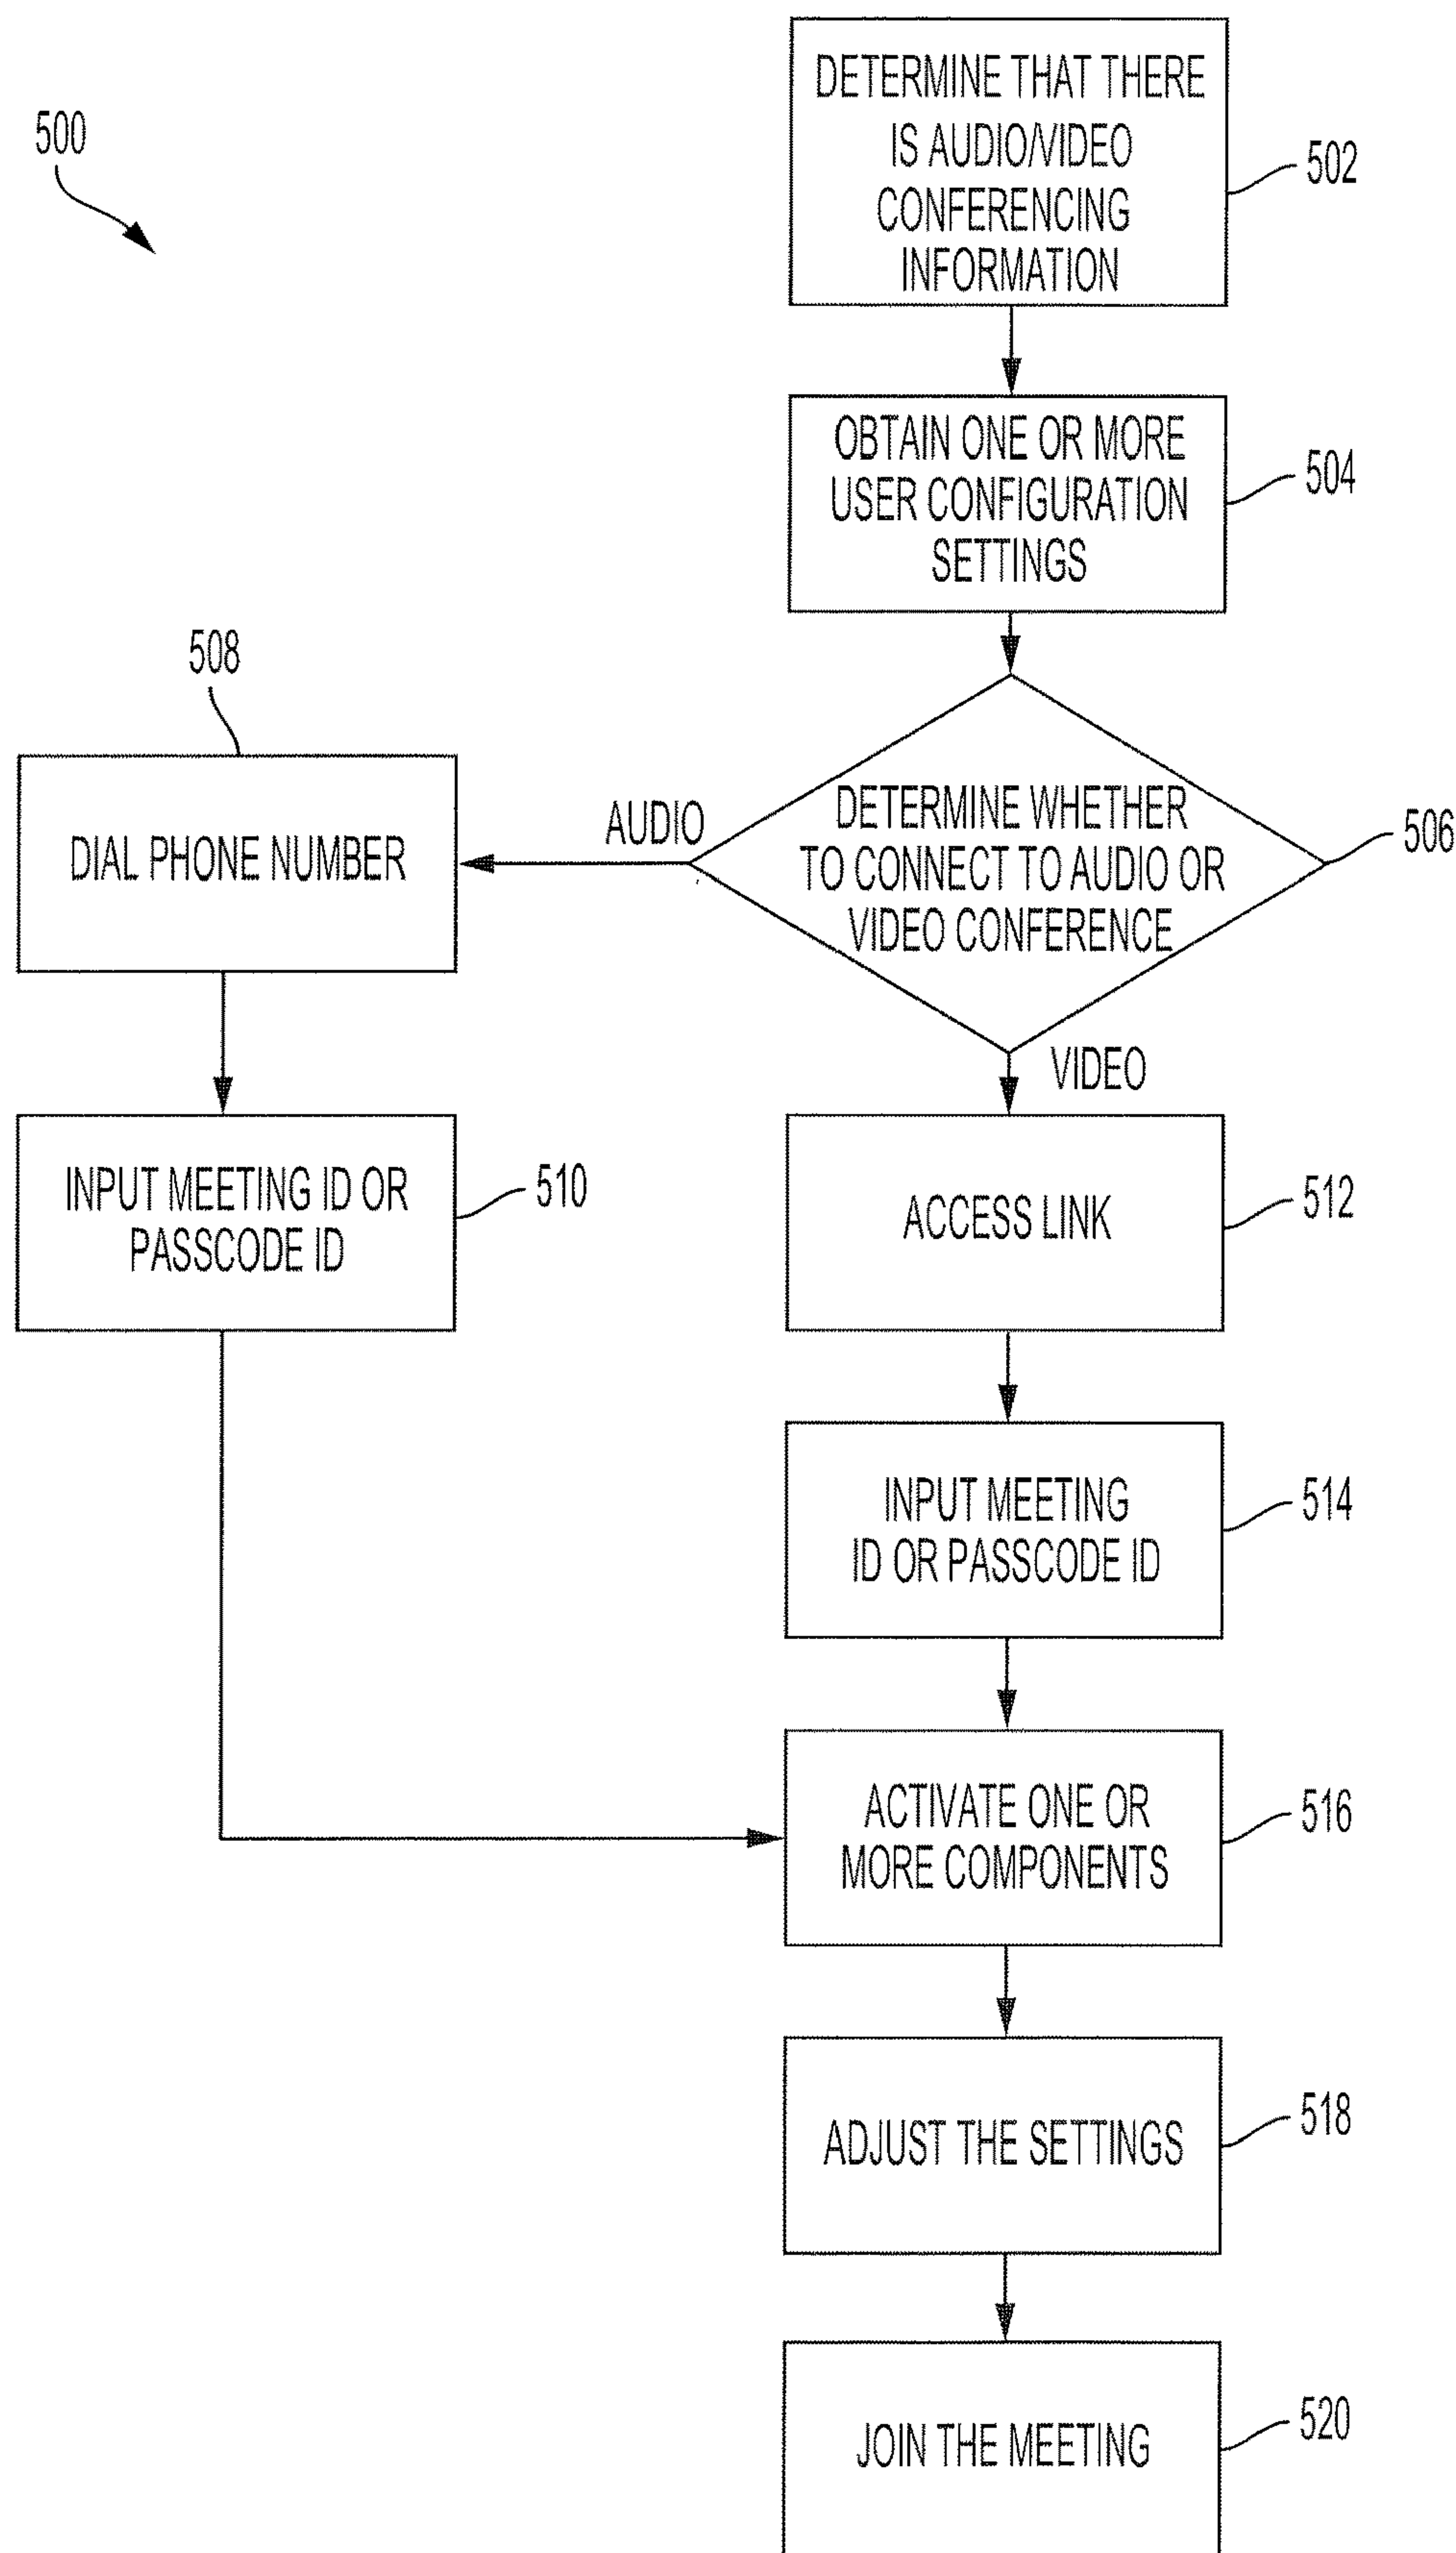 500
DETERMINE THAT THERE
IS AUDIO/VIDEO
CONFERENCING
INFORMATION
502
OBTAIN ONE OR MORE
USER CONFIGURATION
SETTINGS
504
DETERMINE WHETHER
TO CONNECT TO AUDIO OR
VIDEO CONFERENCE
506
AUDIO
508
DIAL PHONE NUMBER
INPUT MEETING ID OR
PASSCODE ID
510
VIDEO
ACCESS LINK
512
INPUT MEETING
ID OR PASSCODE ID
514
ACTIVATE ONE OR
MORE COMPONENTS
516
ADJUST THE SETTINGS
518
JOIN THE MEETING
520